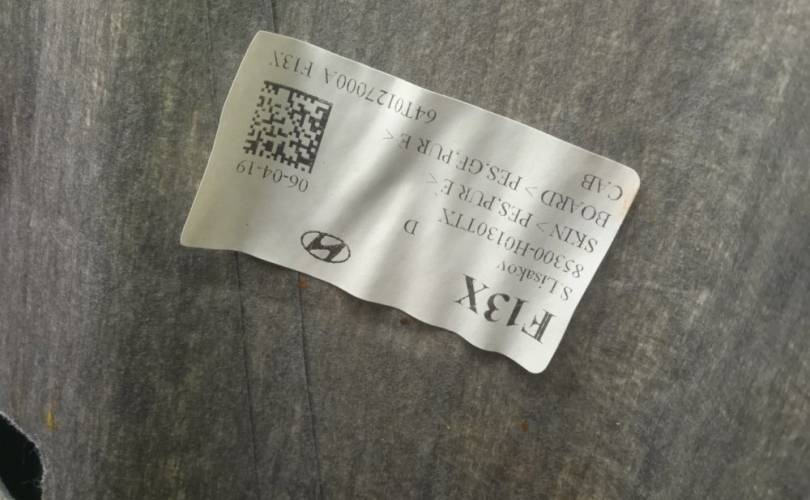 F13X
S.Lisakov
85300-H0130TTX D
SKIN > PES.PUR E <
BOARD > PES.GF.PUR E <
CAB
64T0127000A F13X
06-04-19